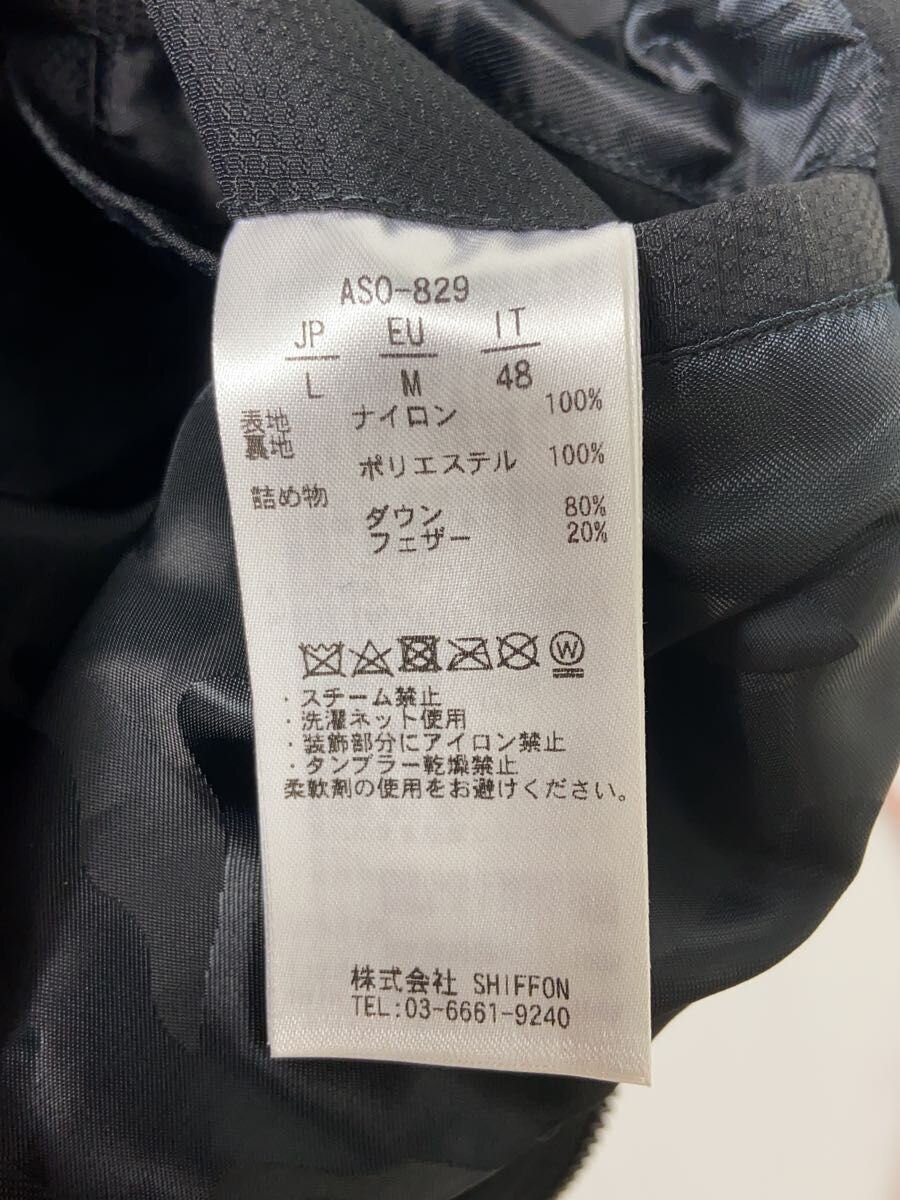 ASO-829
JP EU IT
L M 48
表地 ナイロン 100%
裏地 ポリエステル 100%
詰め物 ダウン 80%
フェザー 20%
W
・スチーム禁止
・洗濯ネット使用
・装飾部分にアイロン禁止
・タンブラー乾燥禁止
柔軟剤の使用をお避けください。
株式会社 SHIFFON
TEL:03-6661-9240